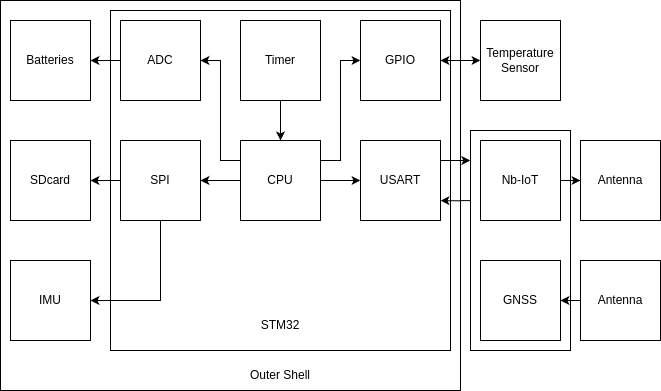 Batteries
ADC
Timer
GPIO
Temperature
Sensor
SDcard
SPI
CPU
USART
Nb-IoT
Antenna
IMU
GNSS
Antenna
STM32
Outer Shell